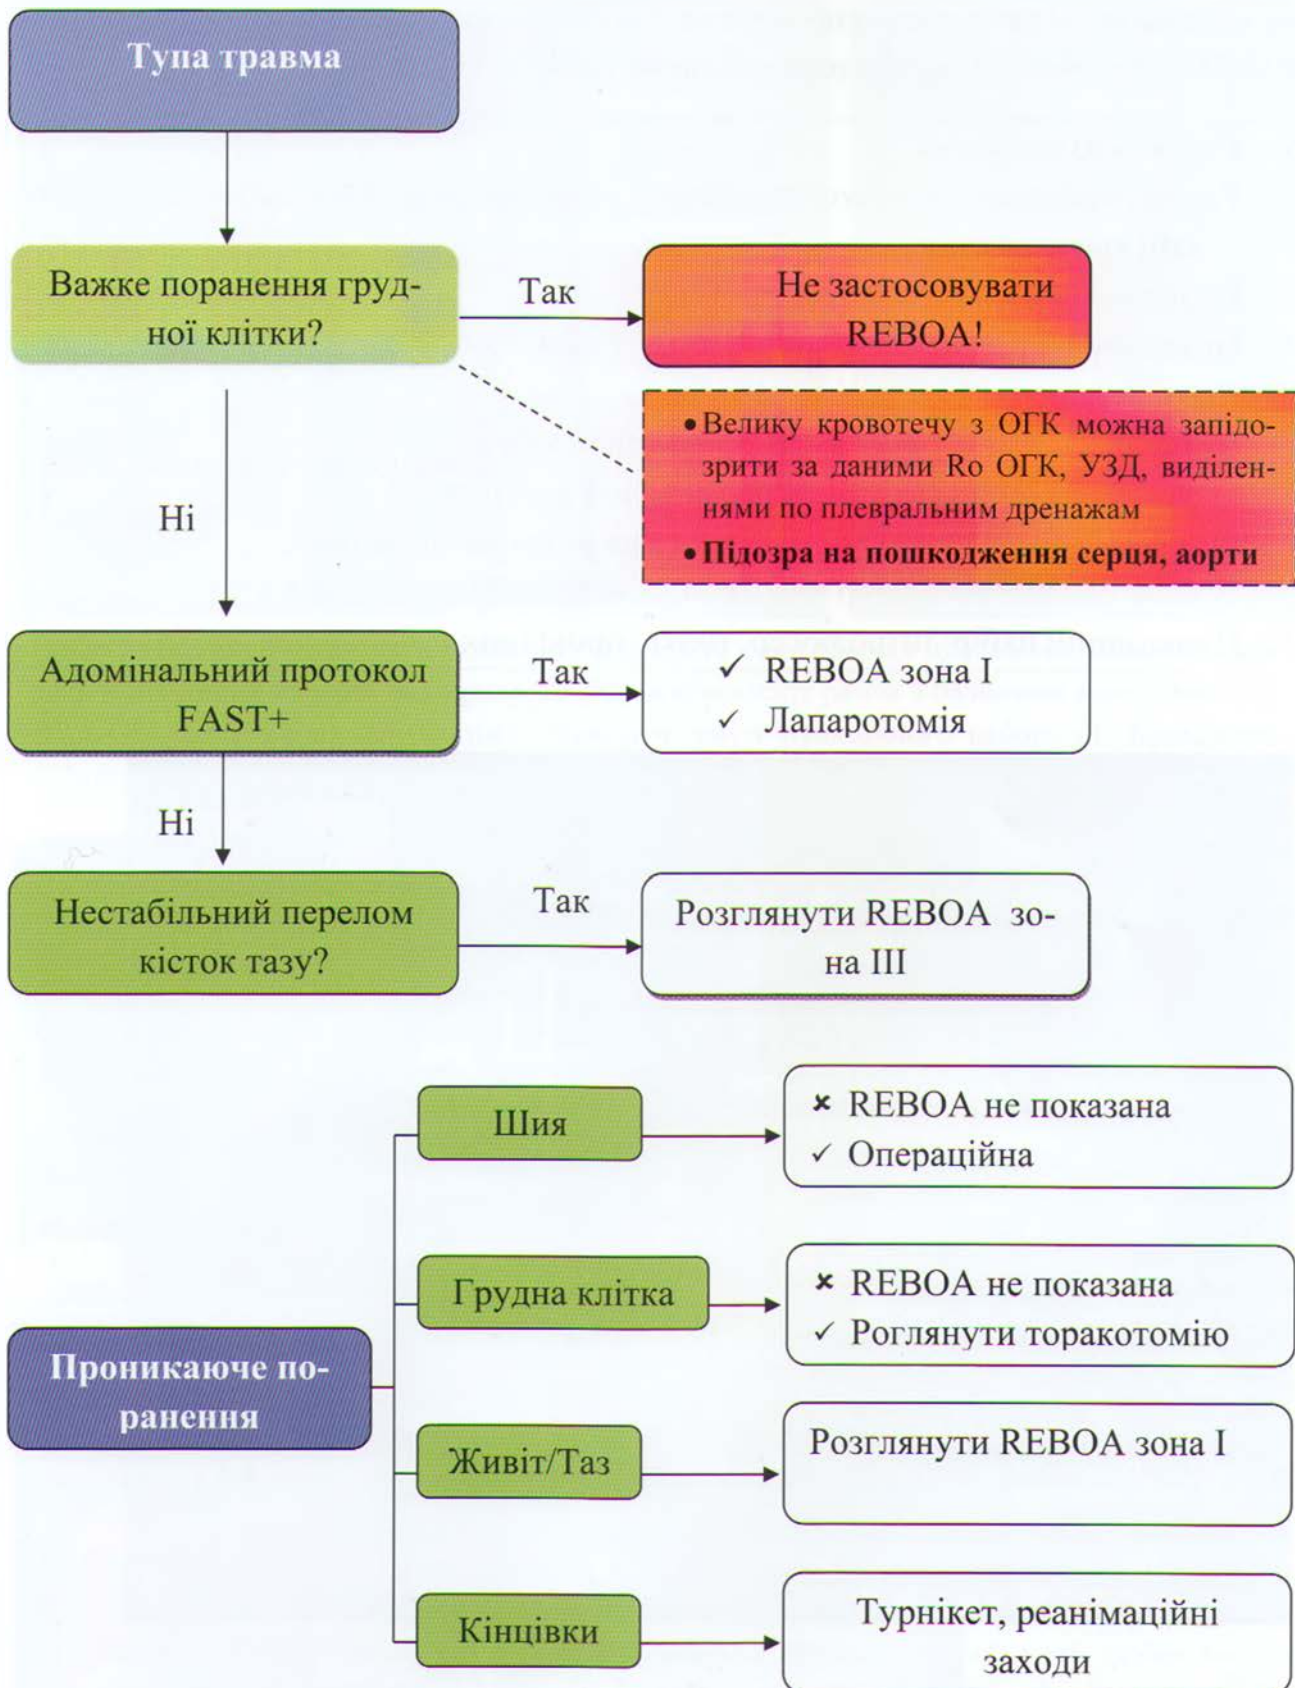 Тупа травма
Важке поранення груд-
ної клітки?
Так
Не застосовувати
REBOA!
• Велику кровотечу з ОГК можна запідо-
зрити за даними Ro ОГК, УЗД, виділен-
нями по плевральним дренажам
• Підозра на пошкодження серця, аорти
Ні
Адомінальний протокол
FAST+
Так
✓ REBOA зона I
✓ Лапаротомія
Ні
Нестабільний перелом
кісток тазу?
Так
Розглянути REBOA зо-
на III
Проникаюче по-
ранення
Шия
✘ REBOA не показана
✓ Операційна
Грудна клітка
✘ REBOA не показана
✓ Роглянути торакотомію
Живіт/Таз
Розглянути REBOA зона I
Кінцівки
Турнікет, реанімаційні
заходи